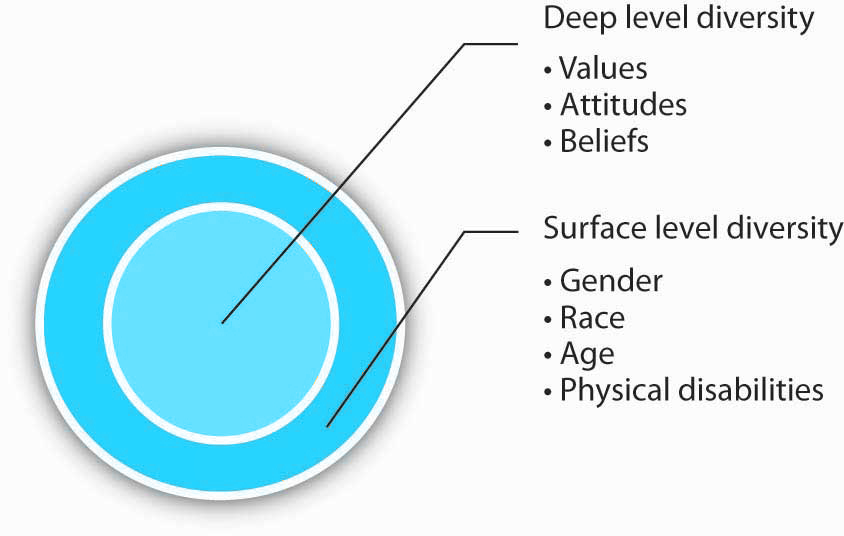 Deep level diversity
• Values
• Attitudes
• Beliefs
Surface level diversity
• Gender
• Race
• Age
• Physical disabilities